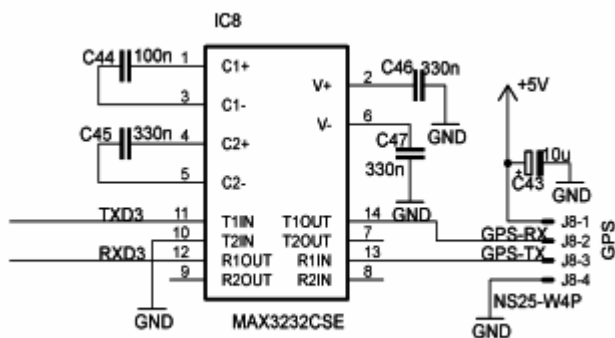 IC8
C44 100n 1 C1+ V+ 2 C46 330n
3 C1- +5V
C45 330n 4 C2+ V- 6 GND
C47 10u
5 C2- 330n C43 GND
TXD3 11 T1IN T1OUT 14 GND J8-1
10 T2IN T2OUT 7 GPS-RX J8-2 GPS
RXD3 12 R1OUT R1IN 13 GPS-TX J8-3
9 R2OUT R2IN 8 J8-4
NS25-W4P
GND MAX3232CSE GND